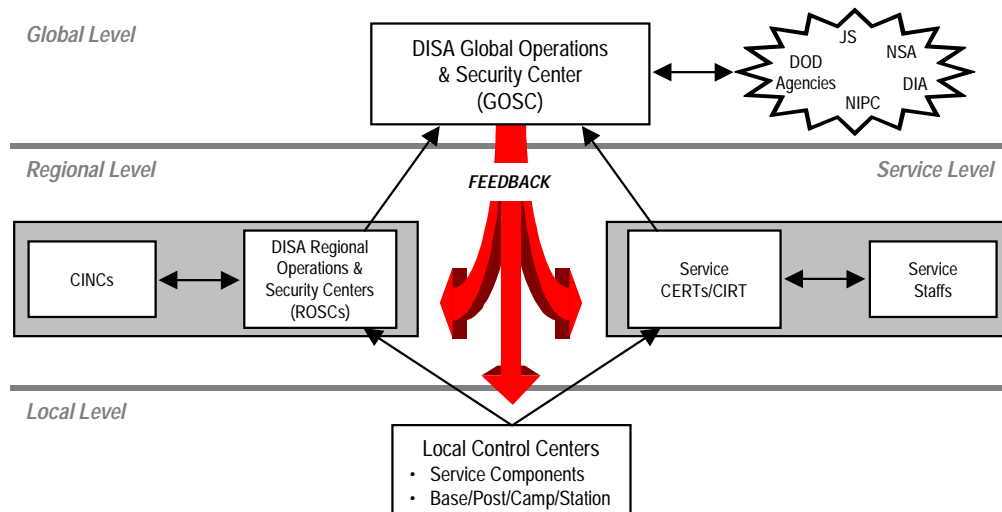 Global Level
DISA Global Operations
& Security Center
(GOSC)
JS
NSA
DOD
Agencies
DIA
NIPC
Regional Level
Service Level
FEEDBACK
CINCs
DISA Regional
Operations &
Security Centers
(ROSCs)
Service
CERTs/CIRT
Service
Staffs
Local Level
Local Control Centers
• Service Components
• Base/Post/Camp/Station